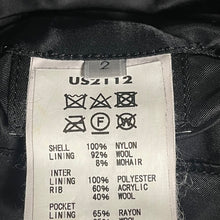 2
US2112
F
SHELL 100% NYLON
LINING 92% WOOL
8% MOHAIR
INTER
LINING 100% NYLON
RIB 60% ACRYLIC
40% WOOL
POCKET
LINING 65% RAYON